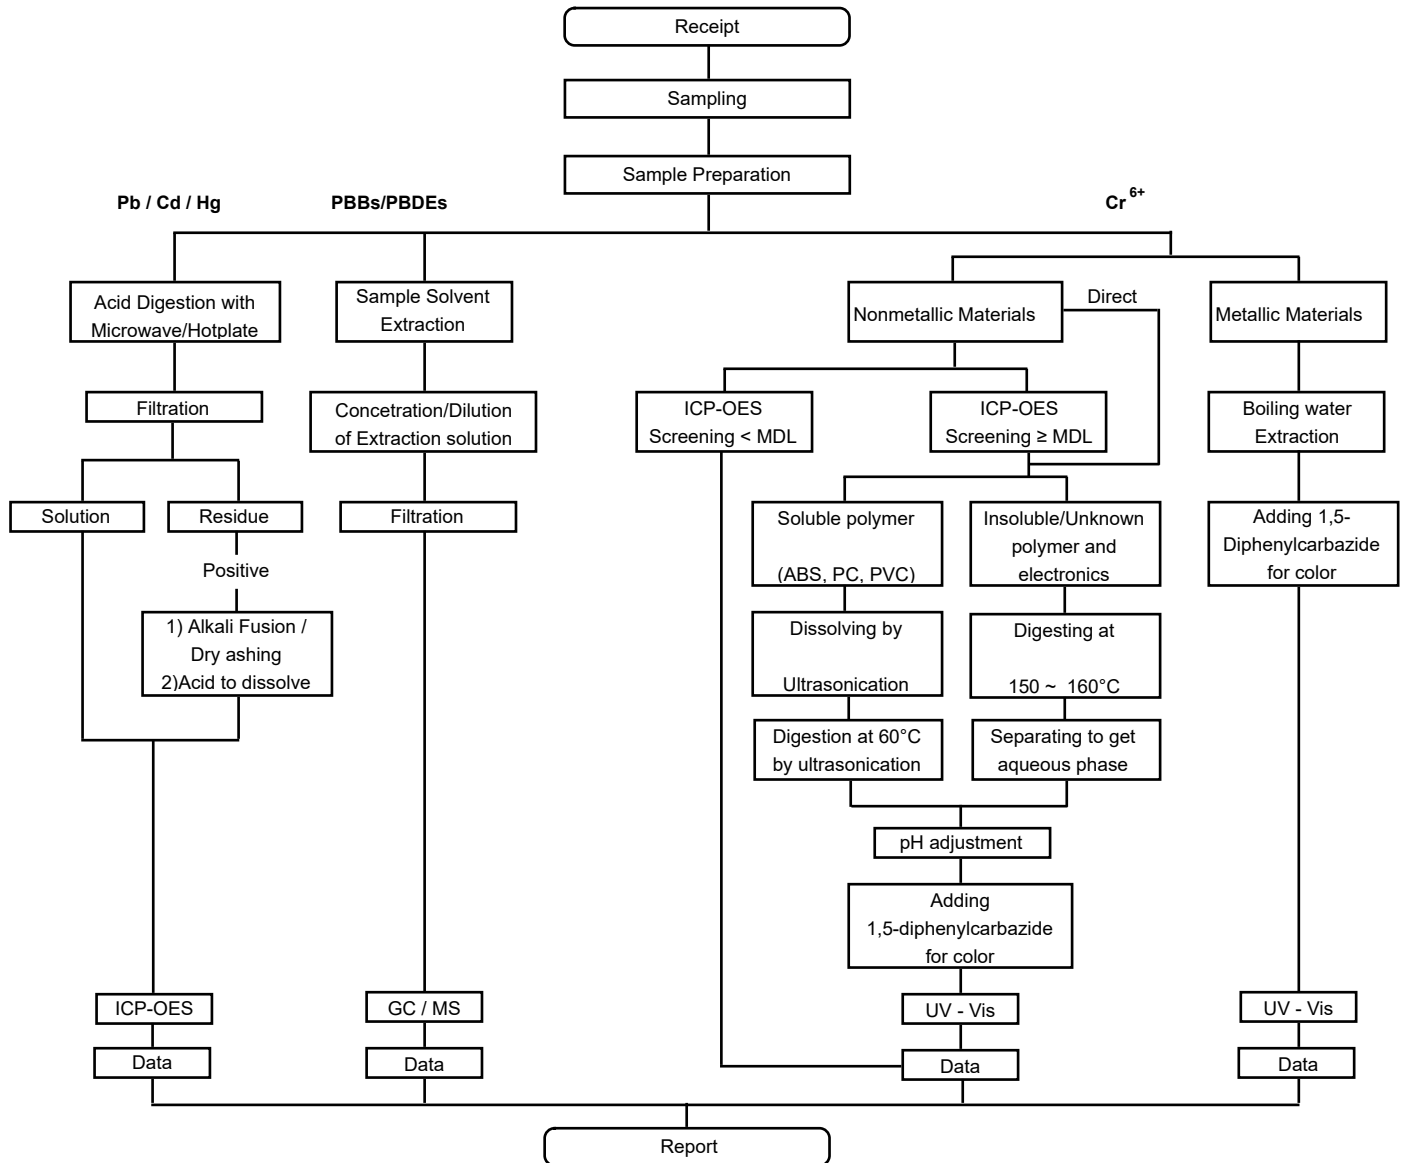 Receipt
Sampling
Sample Preparation
Pb / Cd / Hg
PBBs/PBDEs
Cr 6+
Acid Digestion with
Microwave/Hotplate
Sample Solvent
Extraction
Nonmetallic Materials
Direct
Metallic Materials
Filtration
Concetration/Dilution
of Extraction solution
ICP-OES
Screening < MDL
ICP-OES
Screening ≥ MDL
Boiling water
Extraction
Solution
Residue
Filtration
Soluble polymer
(ABS, PC, PVC)
Insoluble/Unknown
polymer and
electronics
Adding 1,5-
Diphenylcarbazide
for color
Positive
1) Alkali Fusion /
Dry ashing
2)Acid to dissolve
Dissolving by
Ultrasonication
Digesting at
150 ~ 160°C
Digestion at 60°C
by ultrasonication
Separating to get
aqueous phase
pH adjustment
Adding
1,5-diphenylcarbazide
for color
ICP-OES
GC / MS
UV - Vis
UV - Vis
Data
Data
Data
Data
Report